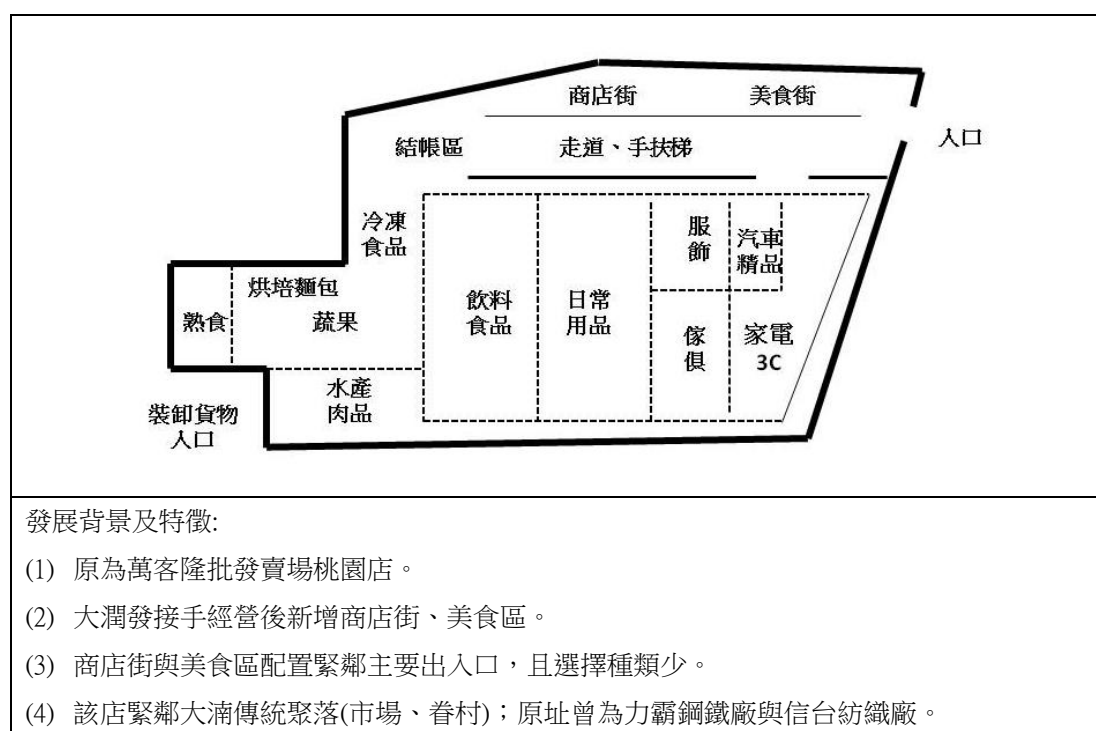 商店街
美食街
入口
結帳區
走道、手扶梯
冷凍
食品
服
飾
汽車
精品
烘培麵包
熟食
蔬果
飲料
食品
日常
用品
傢
俱
家電
3C
水產
肉品
裝卸貨物
入口
發展背景及特徵:
(1) 原為萬客隆批發賣場桃園店。
(2) 大潤發接手經營後新增商店街、美食區。
(3) 商店街與美食區配置緊鄰主要出入口，且選擇種類少。
(4) 該店緊鄰大湳傳統聚落(市場、眷村)；原址曾為力霸鋼鐵廠與信台紡織廠。